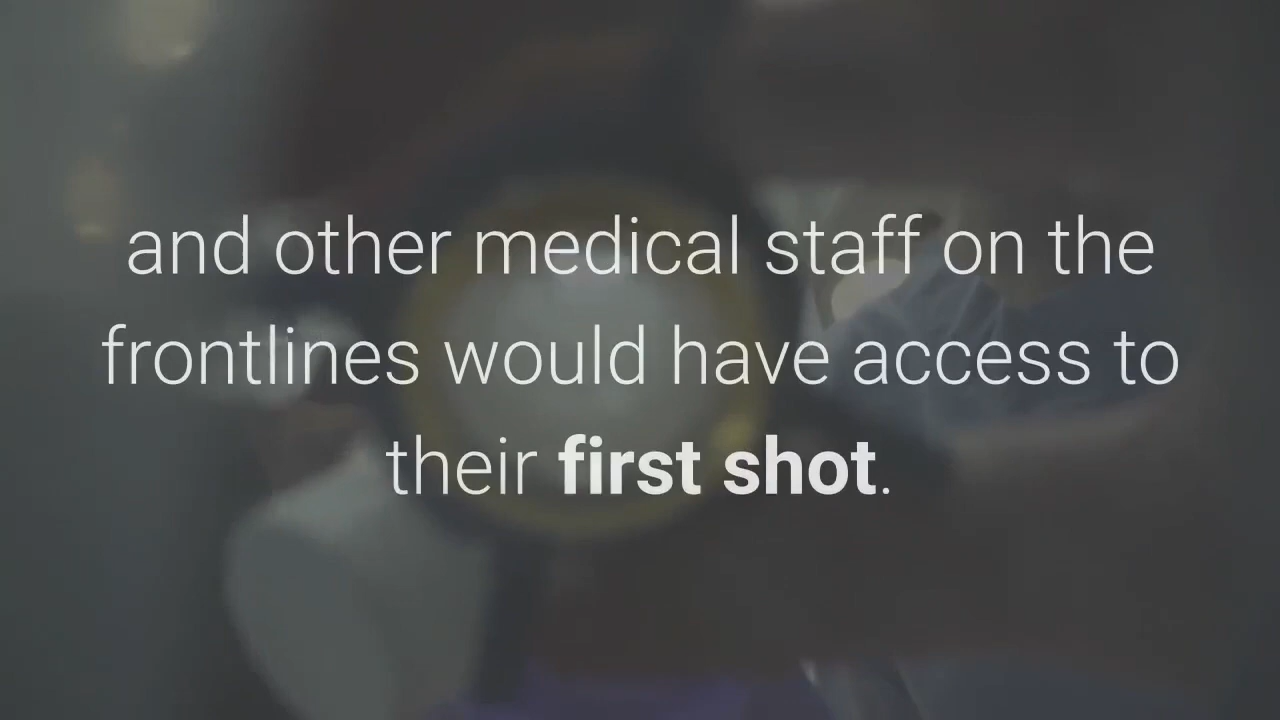 and other medical staff on the
frontlines would have access to
their first shot.